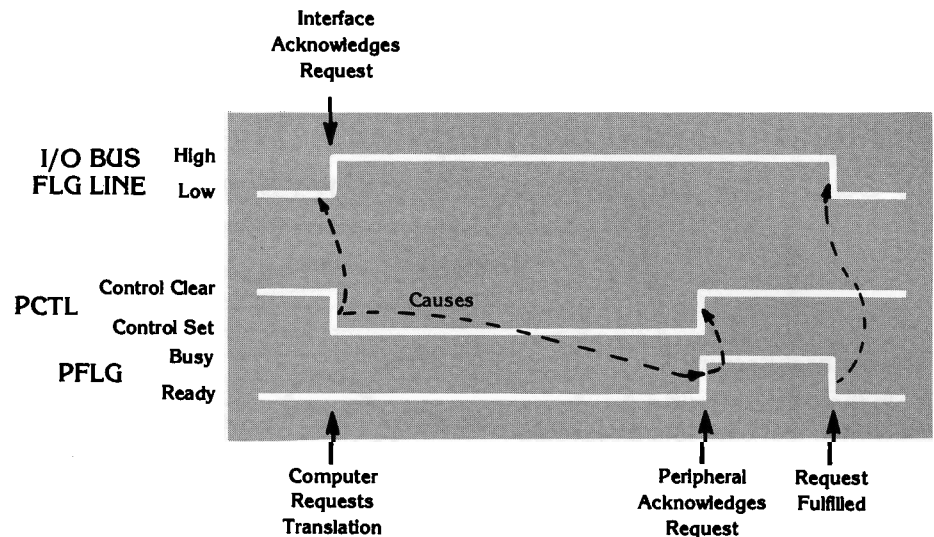 Interface
Acknowledges
Request
I/O BUS
FLG LINE
High
Low
PCTL
Control Clear
Control Set
Causes
PFLG
Busy
Ready
Computer
Requests
Translation
Peripheral
Acknowledges
Request
Request
Fulfilled